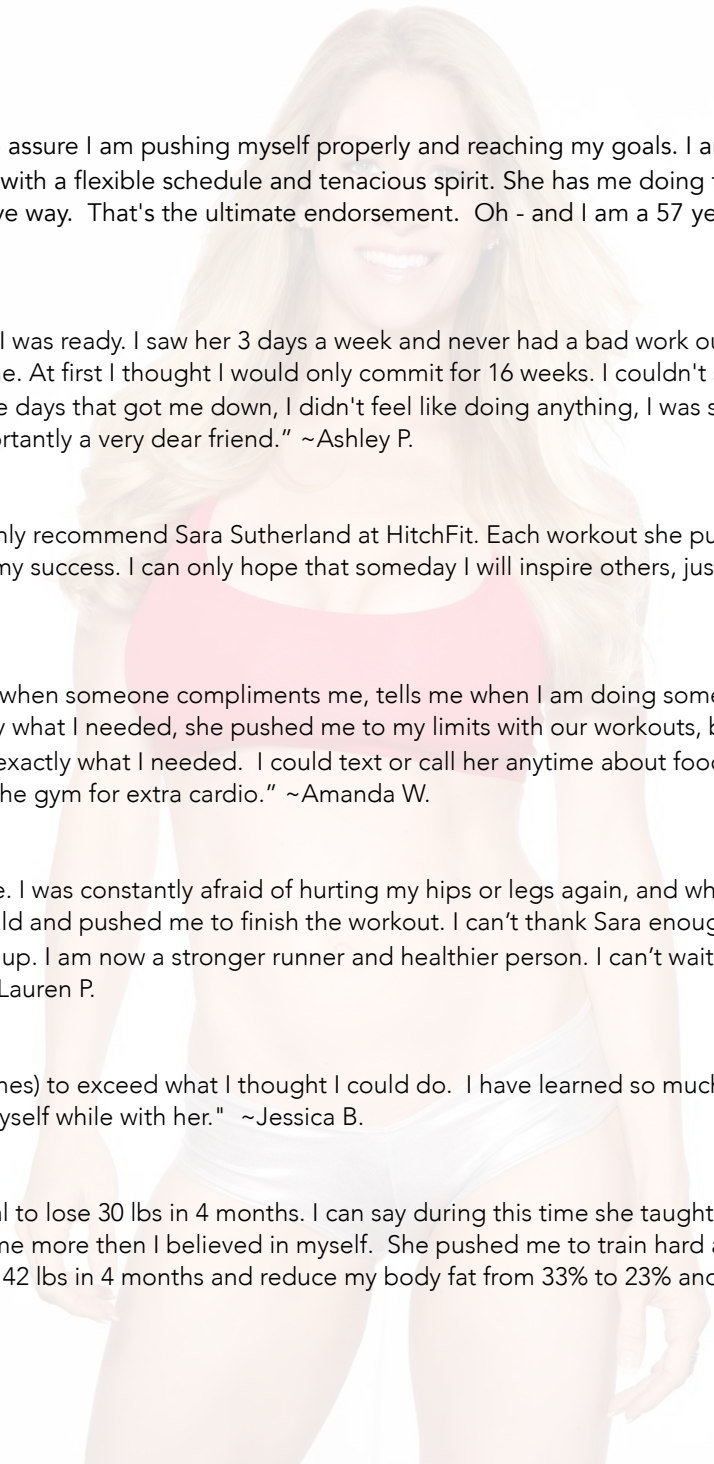 assure I am pushing myself properly and reaching my goals. I a
with a flexible schedule and tenacious spirit. She has me doing
ve way.  That's the ultimate endorsement.  Oh - and I am a 57 ye
I was ready. I saw her 3 days a week and never had a bad work ou
e. At first I thought I would only commit for 16 weeks. I couldn't
e days that got me down, I didn't feel like doing anything, I was s
rtantly a very dear friend.” ~Ashley P.
hly recommend Sara Sutherland at HitchFit. Each workout she pu
my success. I can only hope that someday I will inspire others, jus
when someone compliments me, tells me when I am doing some
y what I needed, she pushed me to my limits with our workouts, b
exactly what I needed.  I could text or call her anytime about foo
he gym for extra cardio.” ~Amanda W.
e. I was constantly afraid of hurting my hips or legs again, and wh
ld and pushed me to finish the workout. I can’t thank Sara enoug
up. I am now a stronger runner and healthier person. I can’t wait
Lauren P.
nes) to exceed what I thought I could do.  I have learned so much
yself while with her."  ~Jessica B.
al to lose 30 lbs in 4 months. I can say during this time she taught
me more then I believed in myself.  She pushed me to train hard a
42 lbs in 4 months and reduce my body fat from 33% to 23% and